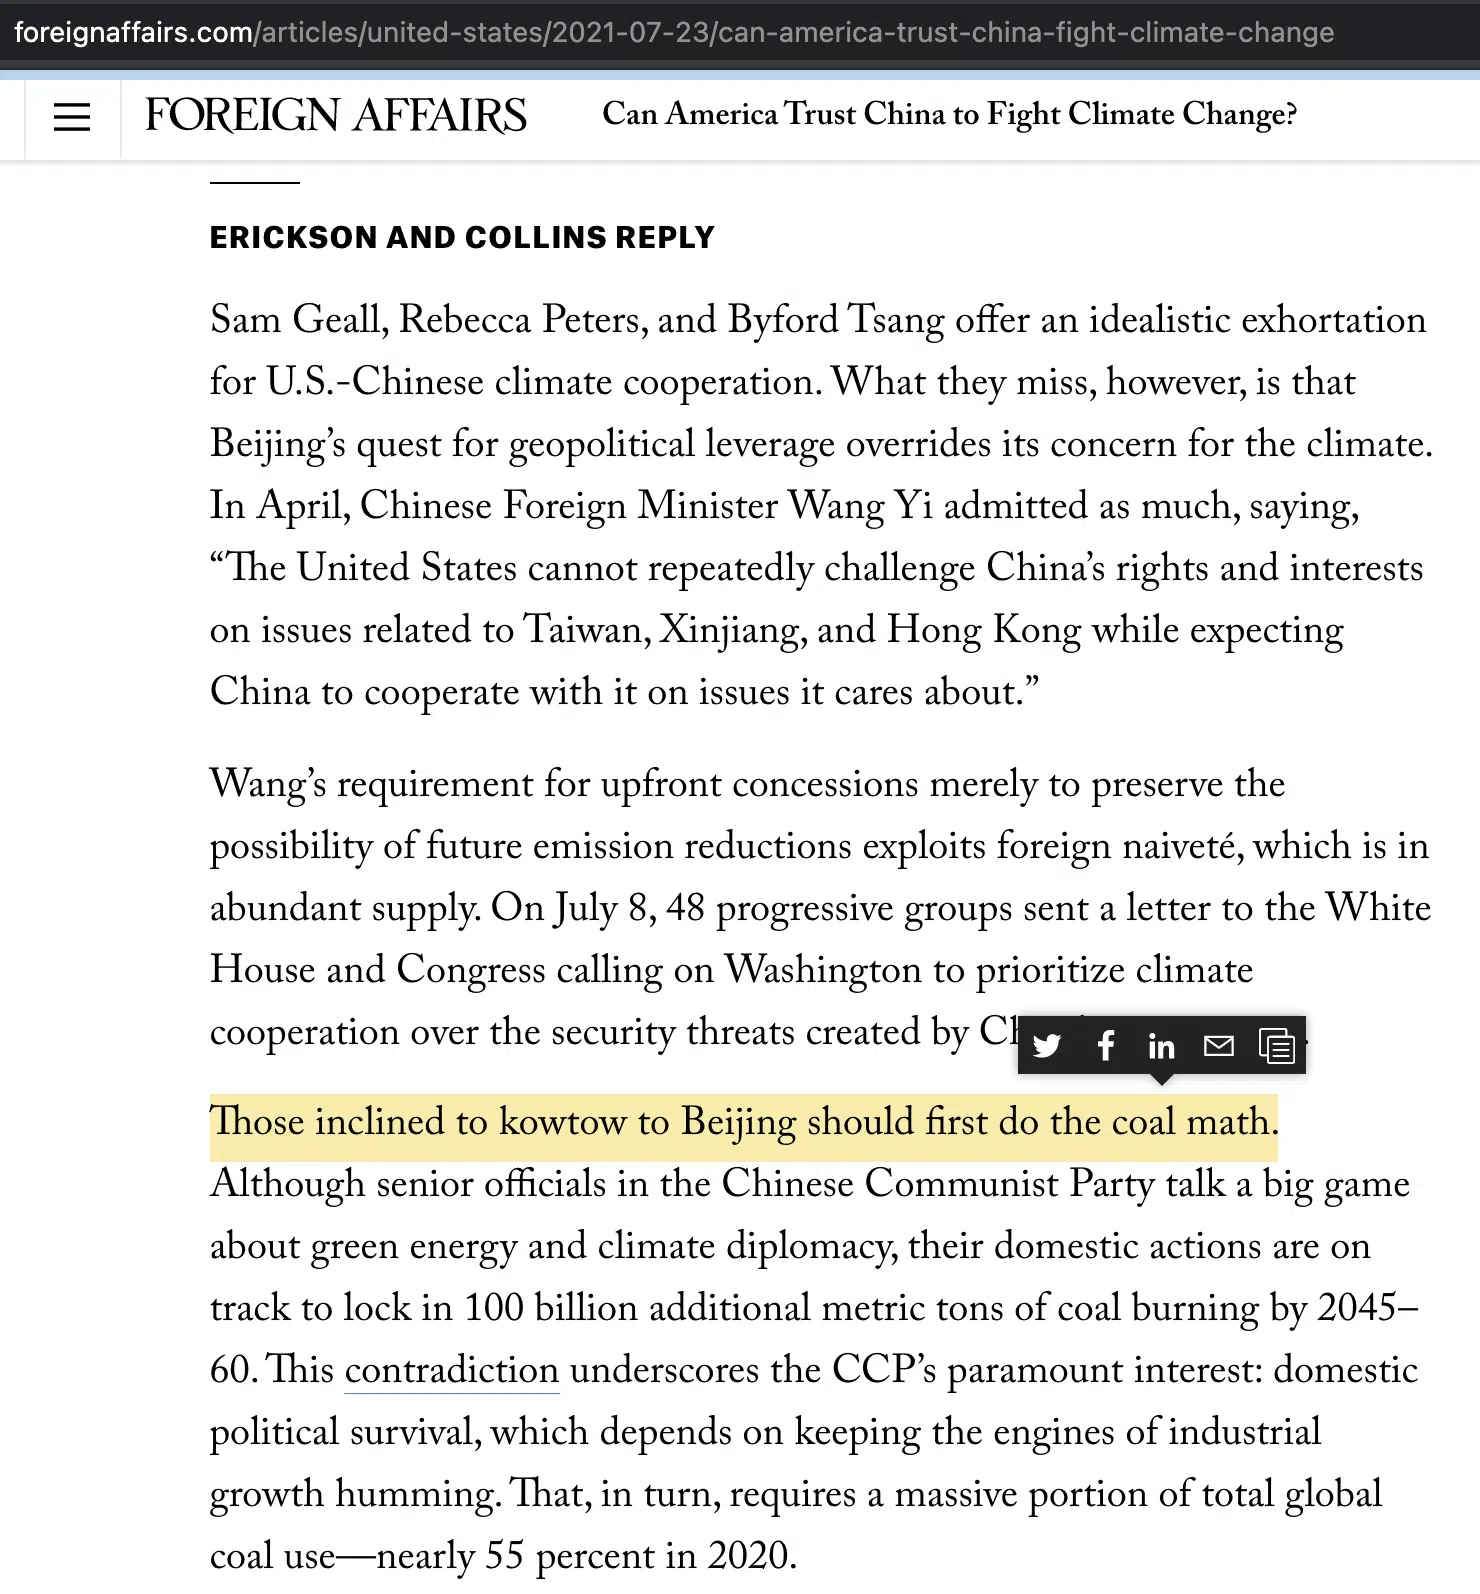 foreignaffairs.com/articles/united-states/2021-07-23/can-america-trust-china-fight-climate-change
FOREIGN AFFAIRS
Can America Trust China to Fight Climate Change?
ERICKSON AND COLLINS REPLY
Sam Geall, Rebecca Peters, and Byford Tsang offer an idealistic exhortation
for U.S.-Chinese climate cooperation. What they miss, however, is that
Beijing’s quest for geopolitical leverage overrides its concern for the climate.
In April, Chinese Foreign Minister Wang Yi admitted as much, saying,
“The United States cannot repeatedly challenge China’s rights and interests
on issues related to Taiwan, Xinjiang, and Hong Kong while expecting
China to cooperate with it on issues it cares about.”
Wang’s requirement for upfront concessions merely to preserve the
possibility of future emission reductions exploits foreign naiveté, which is in
abundant supply. On July 8, 48 progressive groups sent a letter to the White
House and Congress calling on Washington to prioritize climate
cooperation over the security threats created by
Those inclined to kowtow to Beijing should first do the coal math.
Although senior officials in the Chinese Communist Party talk a big game
about green energy and climate diplomacy, their domestic actions are on
track to lock in 100 billion additional metric tons of coal burning by 2045–
60. This contradiction underscores the CCP’s paramount interest: domestic
political survival, which depends on keeping the engines of industrial
growth humming. That, in turn, requires a massive portion of total global
coal use—nearly 55 percent in 2020.